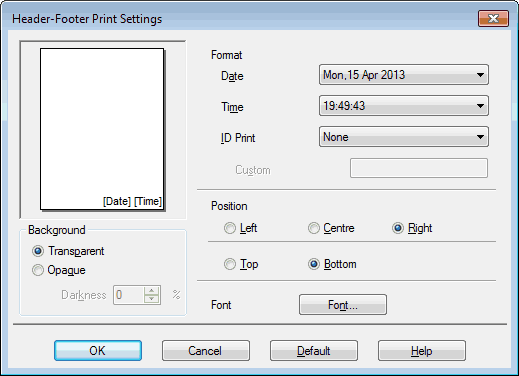 Header-Footer Print Settings
[Date] [Time]
Background
Transparent
Opaque
Darkness 0 %
Format
Date Mon,15 Apr 2013
Time 19:49:43
ID Print None
Custom
Position
Left Centre Right
Top Bottom
Font Font...
OK Cancel Default Help